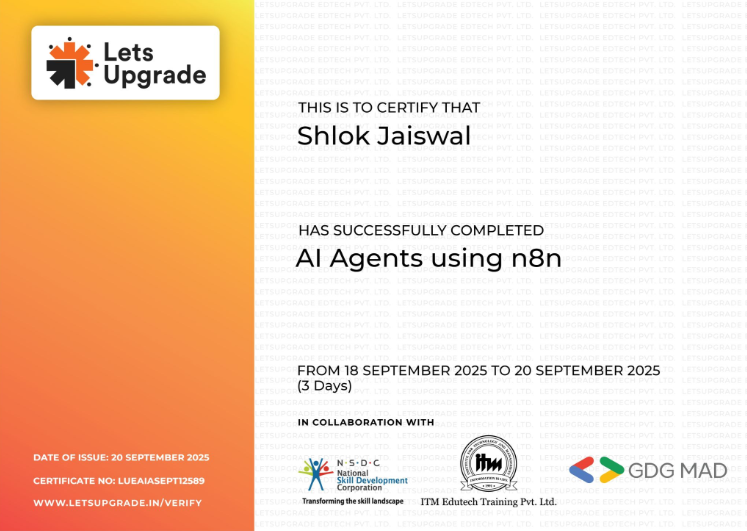 Lets
Upgrade
THIS IS TO CERTIFY THAT
Shlok Jaiswal
HAS SUCCESSFULLY COMPLETED
AI Agents using n8n
FROM 18 SEPTEMBER 2025 TO 20 SEPTEMBER 2025
(3 Days)
IN COLLABORATION WITH
N·S·D·C
National
Skill Development
Corporation
Transforming the skill landscape
itm
ITM Edutech Training Pvt. Ltd.
GDG MAD
DATE OF ISSUE: 20 SEPTEMBER 2025
CERTIFICATE NO: LUEAIASEPT12589
WWW.LETSUPGRADE.IN/VERIFY